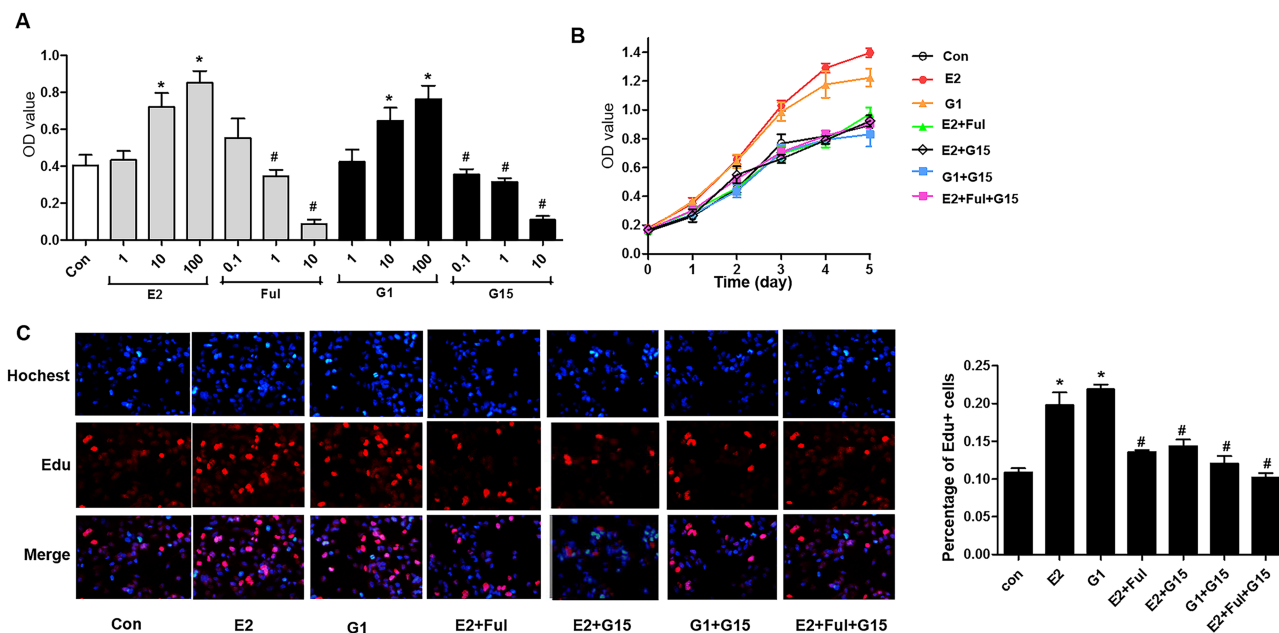 A
OD value
1.0
0.8
0.6
0.4
0.2
0.0
* * * * # # # # #
Con 1 10 100 0.1 1 10 1 10 100 0.1 1 10
E2 Ful G1 G15
B
OD value
1.4
1.2
1.0
0.8
0.6
0.4
0.2
0 1 2 3 4 5
Time (day)
Con
E2
G1
E2+Ful
E2+G15
G1+G15
E2+Ful+G15
C
Hochest
Edu
Merge
Con E2 G1 E2+Ful E2+G15 G1+G15 E2+Ful+G15
Percentage of Edu+ cells
0.25
0.20
0.15
0.10
0.05
0.00
* * # # # #
con E2 G1 E2+Ful E2+G15 G1+G15 E2+Ful+G15